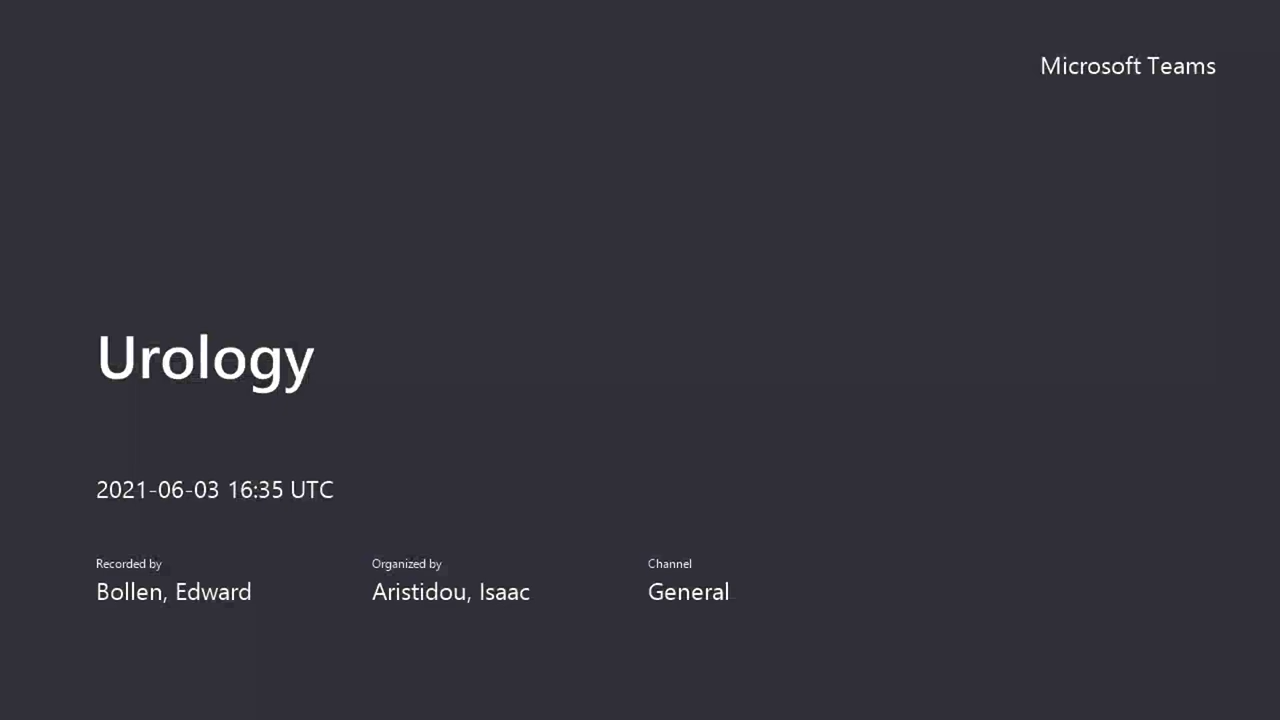 Microsoft Teams
Urology
2021-06-03 16:35 UTC
Recorded by
Bollen, Edward
Organized by
Aristidou, Isaac
Channel
General